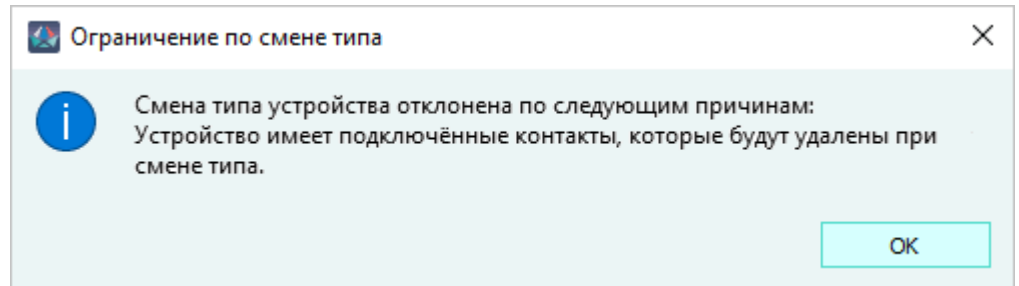 Ограничение по смене типа
Смена типа устройства отклонена по следующим причинам:
Устройство имеет подключённые контакты, которые будут удалены при
смене типа.
ОК